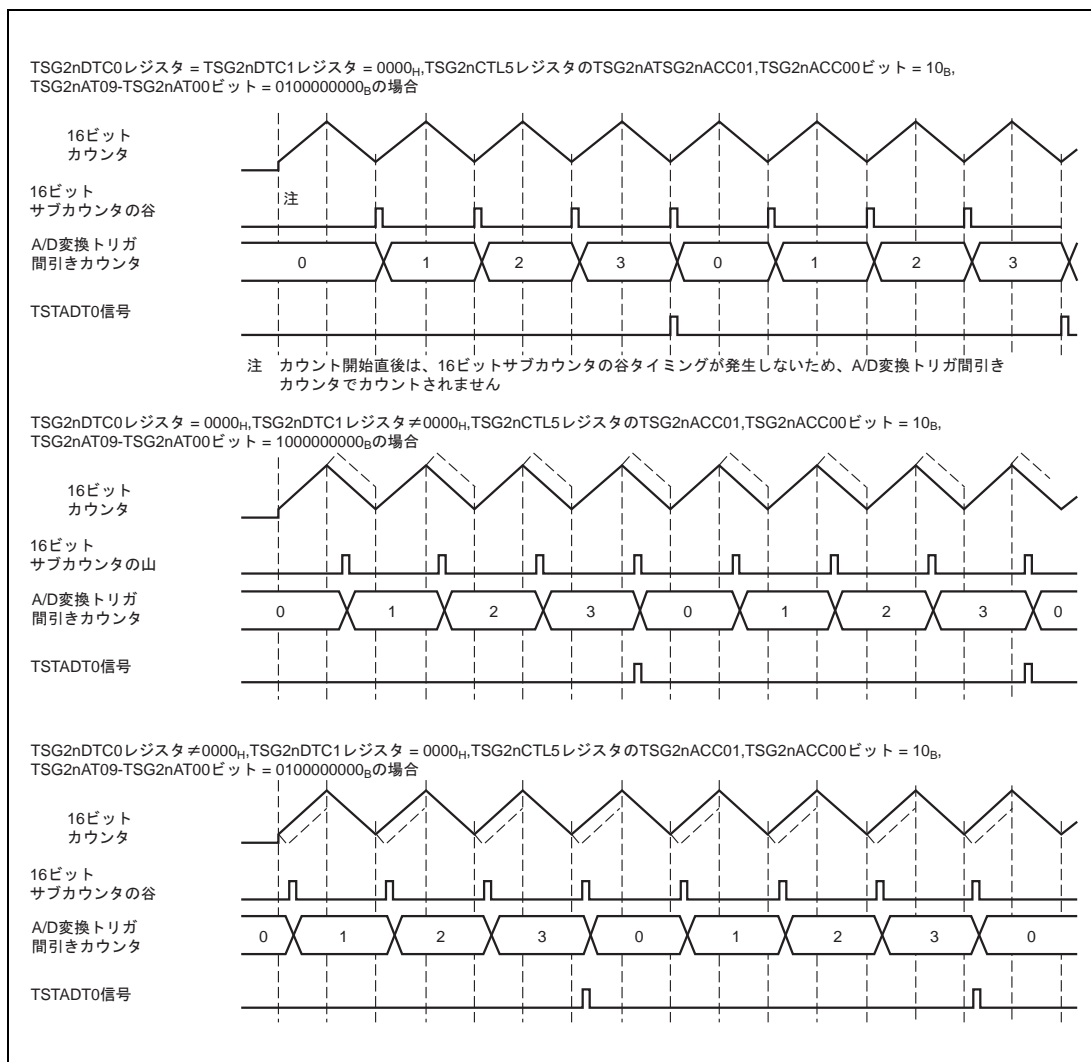 TSG2nDTC0レジスタ = TSG2nDTC1レジスタ = 0000H,TSG2nCTL5レジスタのTSG2nATSG2nACC01,TSG2nACC00ビット = 10B,
TSG2nAT09-TSG2nAT00ビット = 0100000000Bの場合
16ビット
カウンタ
16ビット
サブカウンタの谷
注
A/D変換トリガ
間引きカウンタ
0 1 2 3 0 1 2 3
TSTADT0信号
注 カウント開始直後は、16ビットサブカウンタの谷タイミングが発生しないため、A/D変換トリガ間引き
カウンタでカウントされません
TSG2nDTC0レジスタ = 0000H,TSG2nDTC1レジスタ≠0000H,TSG2nCTL5レジスタのTSG2nACC01,TSG2nACC00ビット = 10B,
TSG2nAT09-TSG2nAT00ビット = 1000000000Bの場合
16ビット
カウンタ
16ビット
サブカウンタの山
A/D変換トリガ
間引きカウンタ
0 1 2 3 0 1 2 3 0
TSTADT0信号
TSG2nDTC0レジスタ≠0000H,TSG2nDTC1レジスタ = 0000H,TSG2nCTL5レジスタのTSG2nACC01,TSG2nACC00ビット = 10B,
TSG2nAT09-TSG2nAT00ビット = 0100000000Bの場合
16ビット
カウンタ
16ビット
サブカウンタの谷
A/D変換トリガ
間引きカウンタ
0 1 2 3 0 1 2 3 0
TSTADT0信号